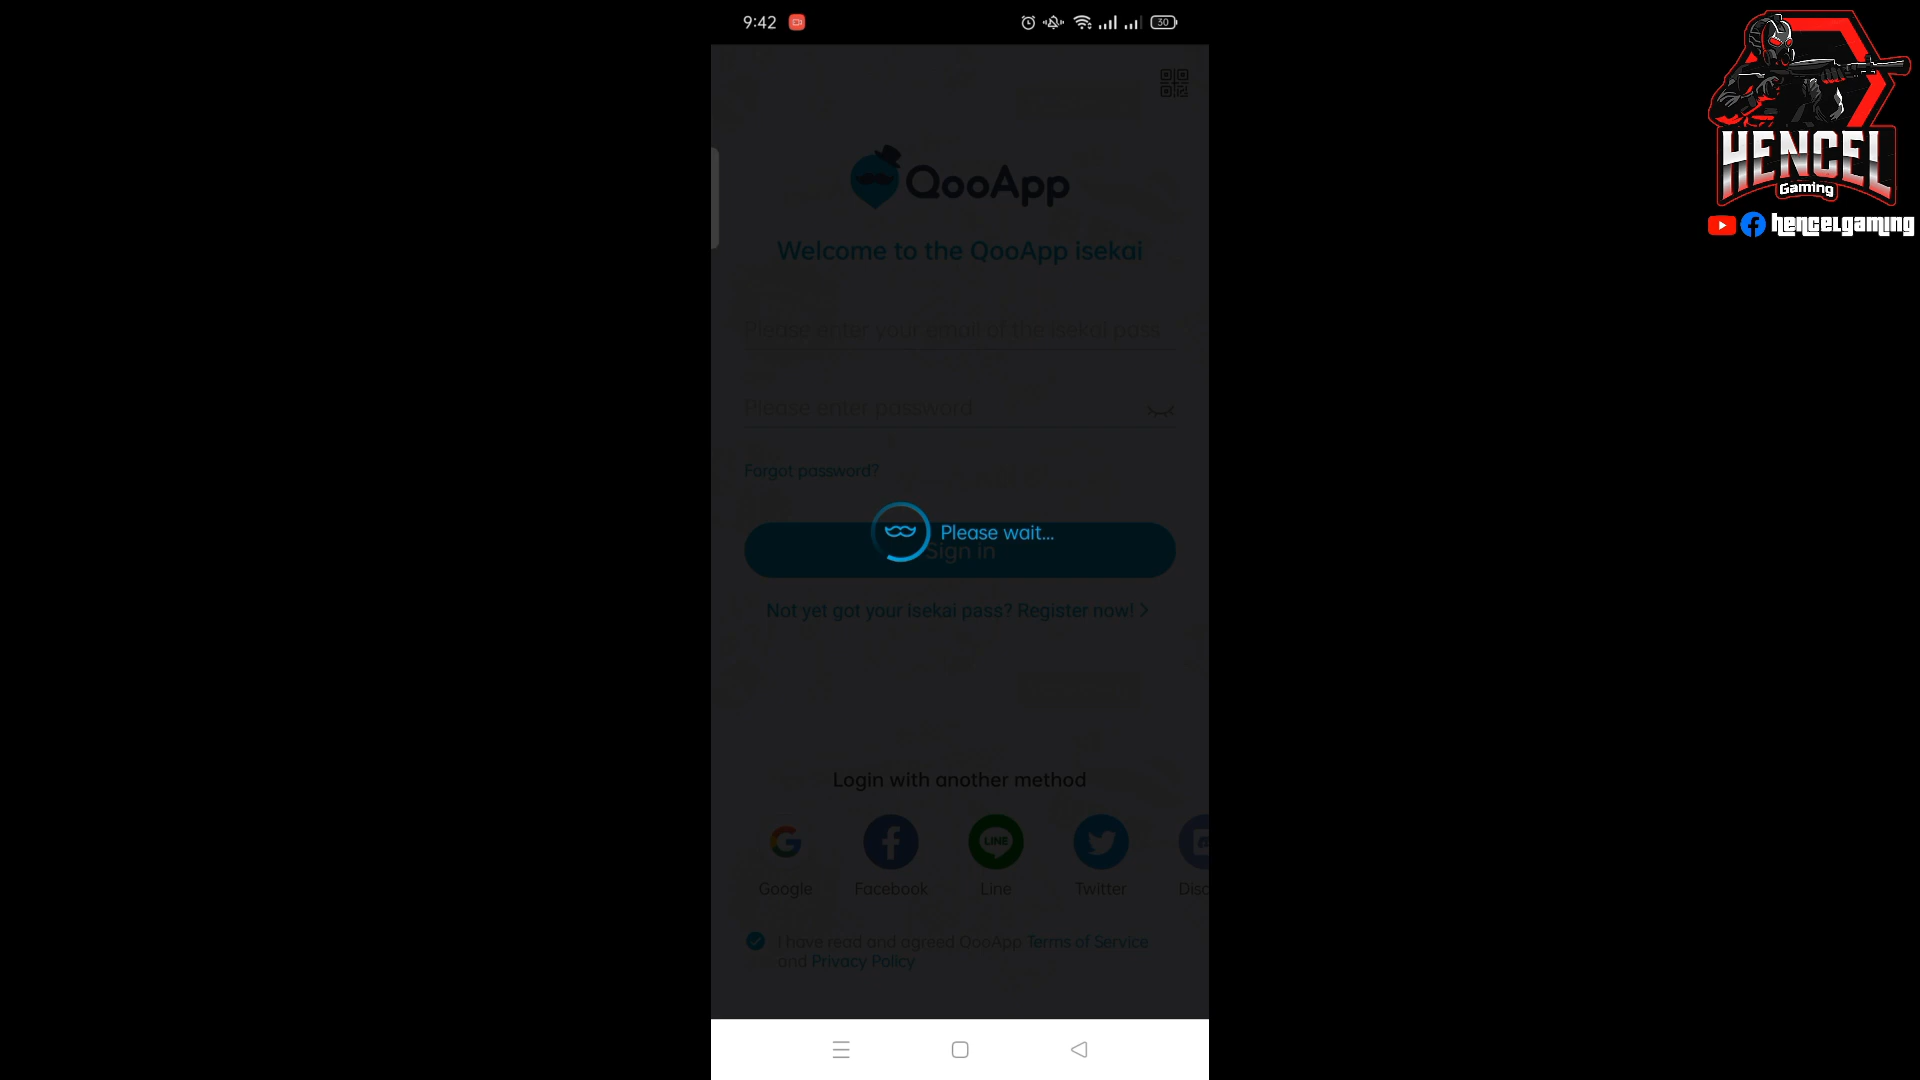 9:42
30
QooApp
Welcome to the QooApp isekai
Please enter your email of the isekai pass
Please enter password
Forgot password?
Please wait...
Sign in
Not yet got your isekai pass? Register now!
Login with another method
LINE
Google
Facebook
Line
Twitter
Disc
I have read and agreed QooApp Terms of Service
and Privacy Policy
HENCEL
Gaming
hencelgaming